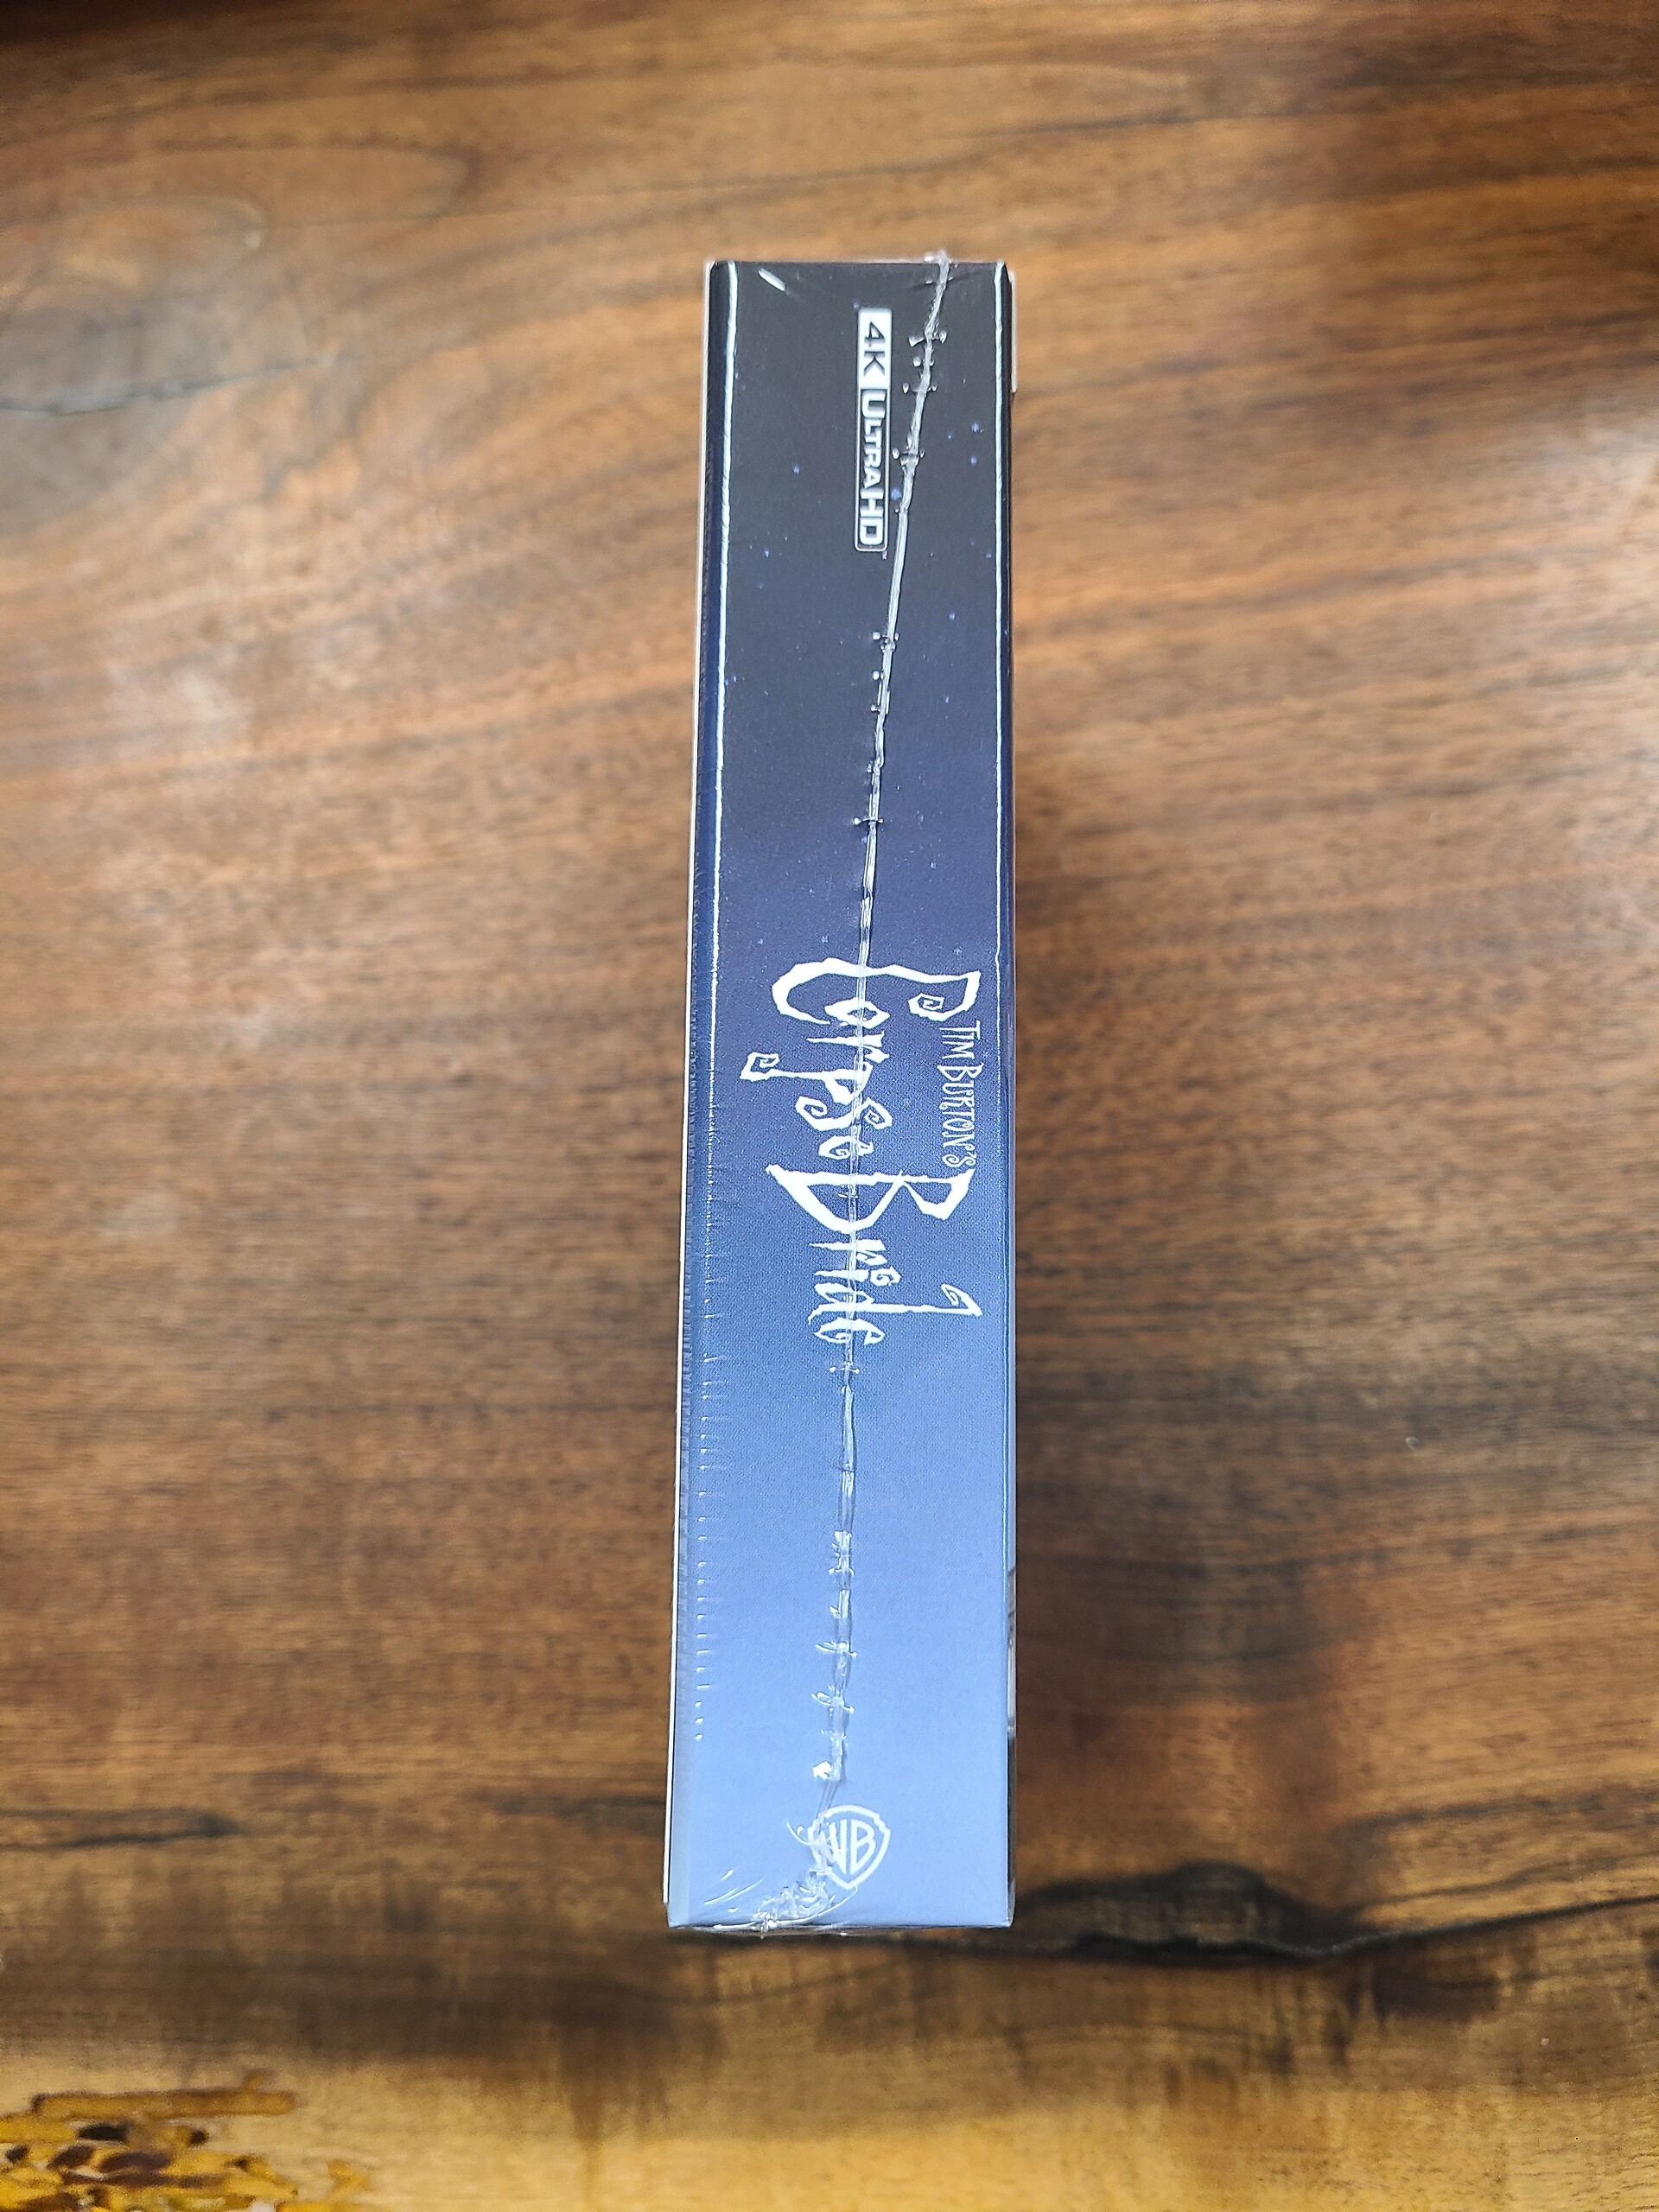 4K ULTRAHD
TIM BURTON'S
Corpse Bride
WB